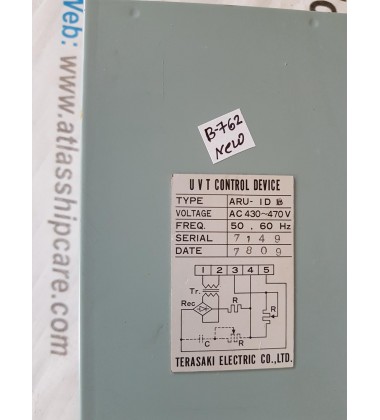 Web: www.atlasshipcare.com
B-762
New
UVT CONTROL DEVICE
TYPE ARU-1DB
VOLTAGE AC 430~470V
FREQ. 50, 60 Hz
SERIAL 7149
DATE 7809
1 2 3 4 5
Tr.
Rec
R
R
C
R
TERASAKI ELECTRIC CO., LTD.